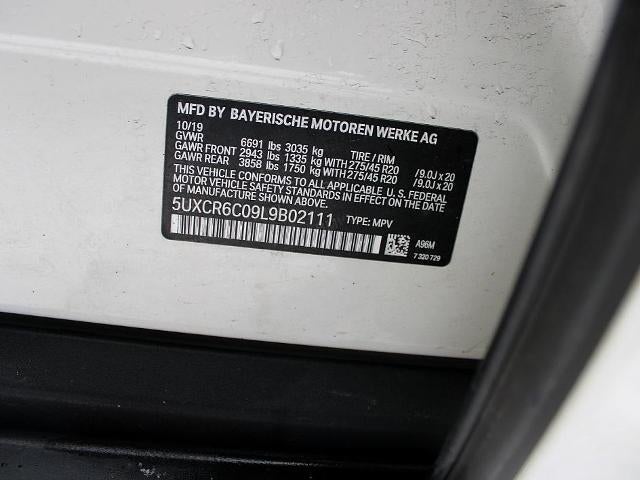 MFD BY BAYERISCHE MOTOREN WERKE AG
10/19
GVWR 6691 lbs 3035 kg TIRE / RIM
GAWR FRONT 2943 lbs 1335 kg WITH 275/45 R20 /9.0J x 20
GAWR REAR 3858 lbs 1750 kg WITH 275/45 R20 /9.0J x 20
THIS VEHICLE CONFORMS TO ALL APPLICABLE U.S. FEDERAL
MOTOR VEHICLE SAFETY STANDARDS IN EFFECT ON THE DATE
OF MANUFACTURE SHOWN ABOVE.
5UXCR6C09L9B02111 TYPE: MPV
A96M
7 320 729